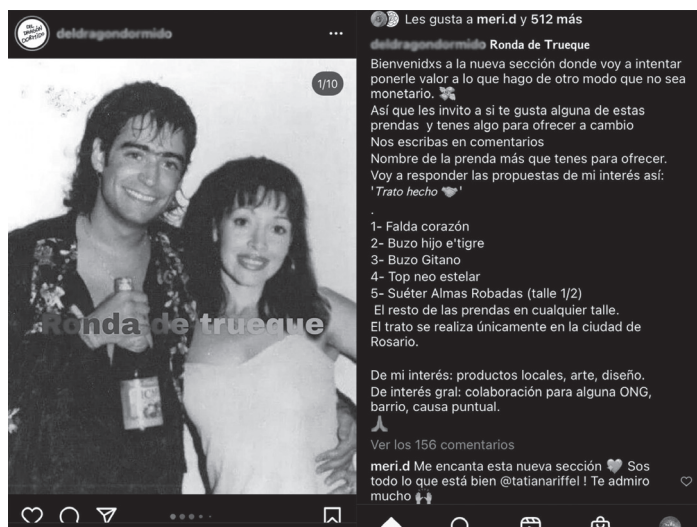 DEL
DRAGÓN
DORMIDO
deldragondormido
1/10
Ronda de trueque
Les gusta a meri.d y 512 más
deldragondormido Ronda de Trueque
Bienvenidxs a la nueva sección donde voy a intentar
ponerle valor a lo que hago de otro modo que no sea
monetario. 💸
Así que les invito a si te gusta alguna de estas
prendas y tenes algo para ofrecer a cambio
Nos escribas en comentarios
Nombre de la prenda más que tenes para ofrecer.
Voy a responder las propuestas de mi interés así:
'Trato hecho 🤝'
.
1- Falda corazón
2- Buzo hijo e'tigre
3- Buzo Gitano
4- Top neo estelar
5- Suéter Almas Robadas (talle 1/2)
El resto de las prendas en cualquier talle.
El trato se realiza únicamente en la ciudad de
Rosario.
De mi interés: productos locales, arte, diseño.
De interés gral: colaboración para alguna ONG,
barrio, causa puntual.
🙏
Ver los 156 comentarios
meri.d Me encanta esta nueva sección 🤍 Sos
todo lo que está bien @tatianariffel ! Te admiro
mucho 🙌